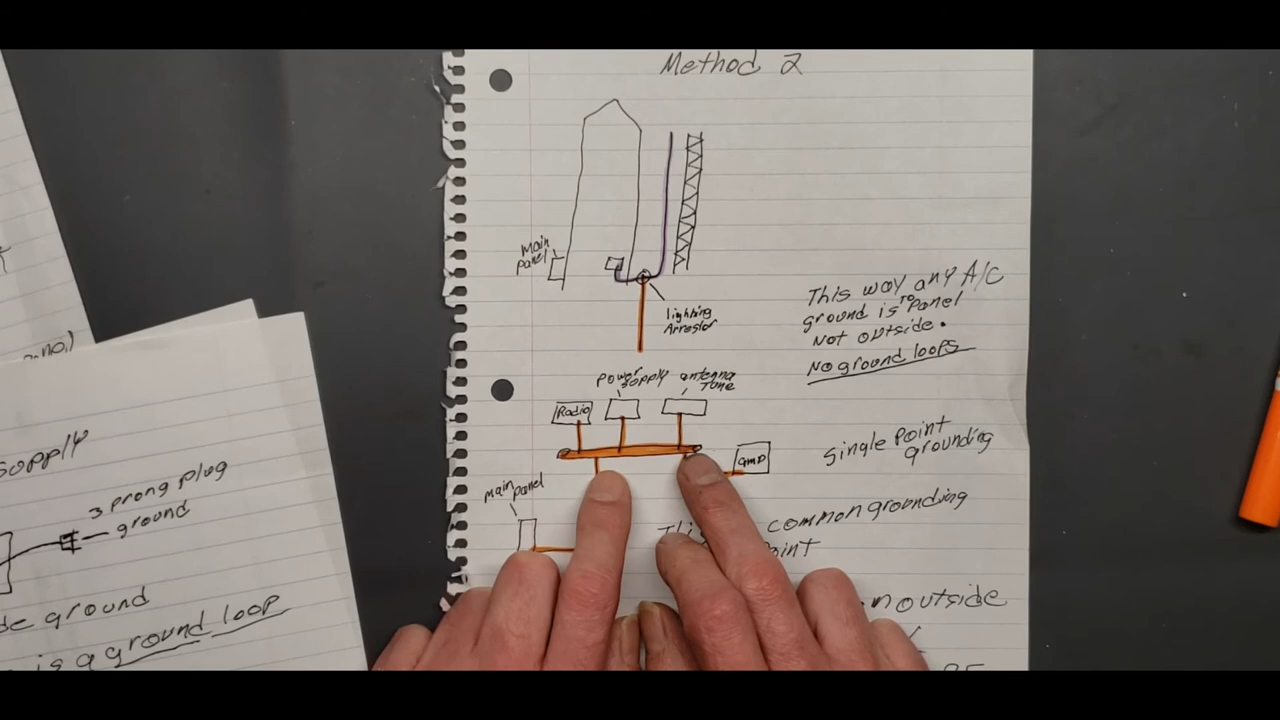 Method 2
Main
panel
lighting
Arrestor
This way any A/C
ground is TO panel
Not outside.
No ground loops
power
supply
antenna
Tune
Radio
amp
Single Point
grounding
main panel
common grounding
n outside
3 prong plug
ground
ground
is a ground loop